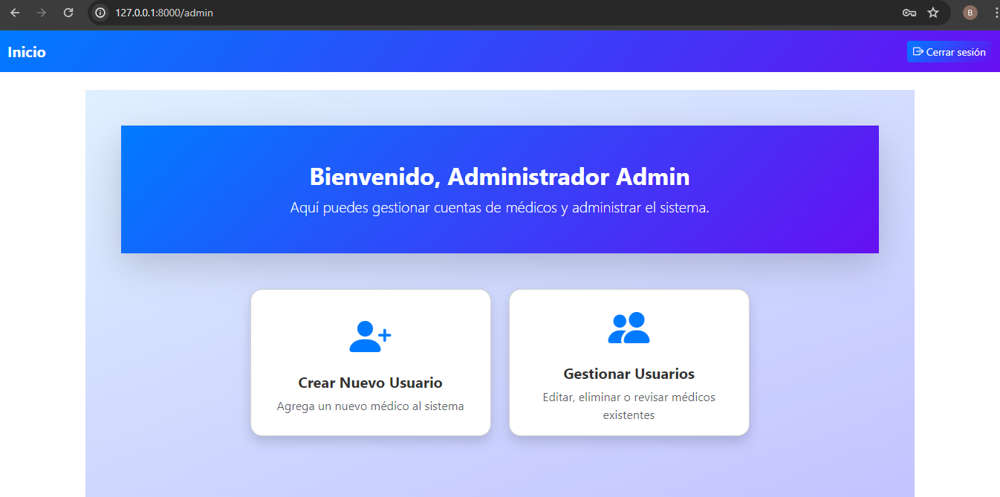 127.0.0.1:8000/admin
B
Inicio
Cerrar sesión
Bienvenido, Administrador Admin
Aquí puedes gestionar cuentas de médicos y administrar el sistema.
Crear Nuevo Usuario
Agrega un nuevo médico al sistema
Gestionar Usuarios
Editar, eliminar o revisar médicos
existentes